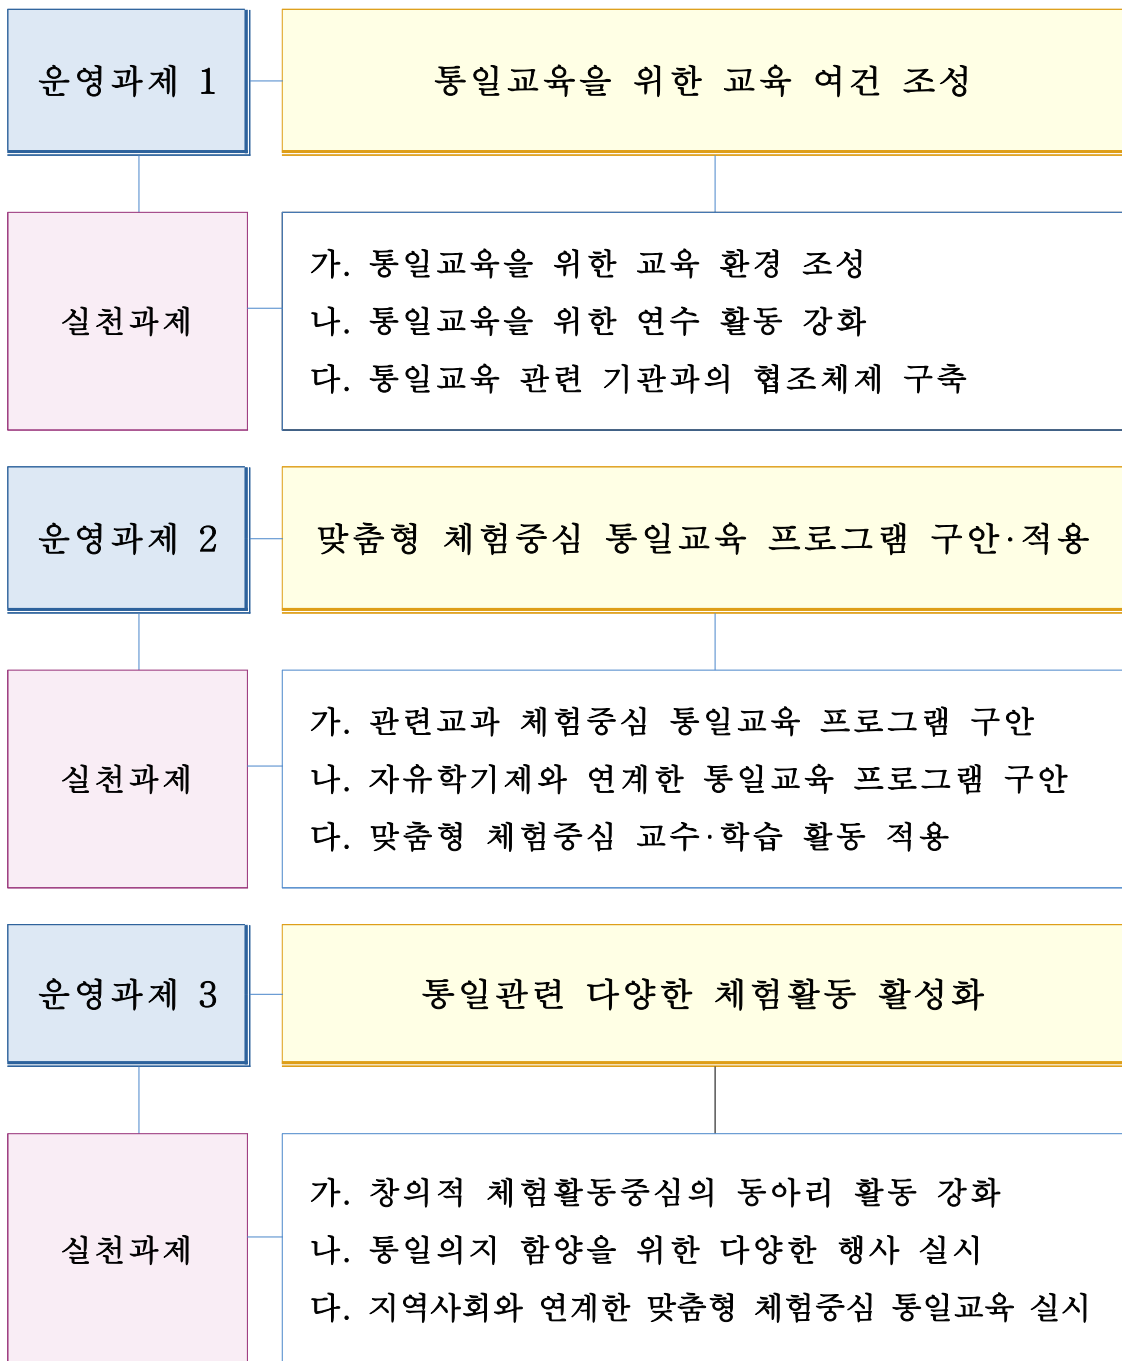 운영과제 1
통일교육을 위한 교육 여건 조성
실천과제
가. 통일교육을 위한 교육 환경 조성
나. 통일교육을 위한 연수 활동 강화
다. 통일교육 관련 기관과의 협조체제 구축
운영과제 2
맞춤형 체험중심 통일교육 프로그램 구안·적용
실천과제
가. 관련교과 체험중심 통일교육 프로그램 구안
나. 자유학기제와 연계한 통일교육 프로그램 구안
다. 맞춤형 체험중심 교수·학습 활동 적용
운영과제 3
통일관련 다양한 체험활동 활성화
실천과제
가. 창의적 체험활동중심의 동아리 활동 강화
나. 통일의지 함양을 위한 다양한 행사 실시
다. 지역사회와 연계한 맞춤형 체험중심 통일교육 실시